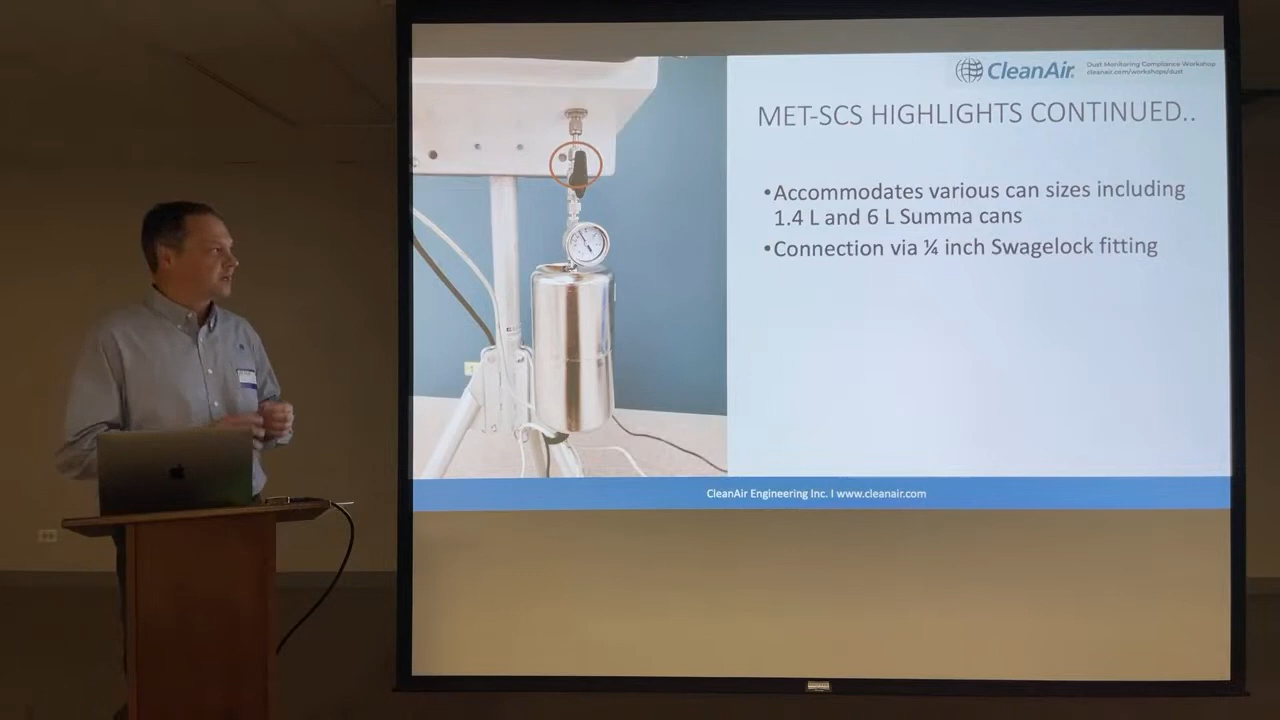 CleanAir.
Dust Monitoring Compliance Workshop
cleanair.com/workshops/dust
MET-SCS HIGHLIGHTS CONTINUED..
•Accommodates various can sizes including
1.4 L and 6 L Summa cans
•Connection via ¼ inch Swagelock fitting
CleanAir Engineering Inc. I www.cleanair.com